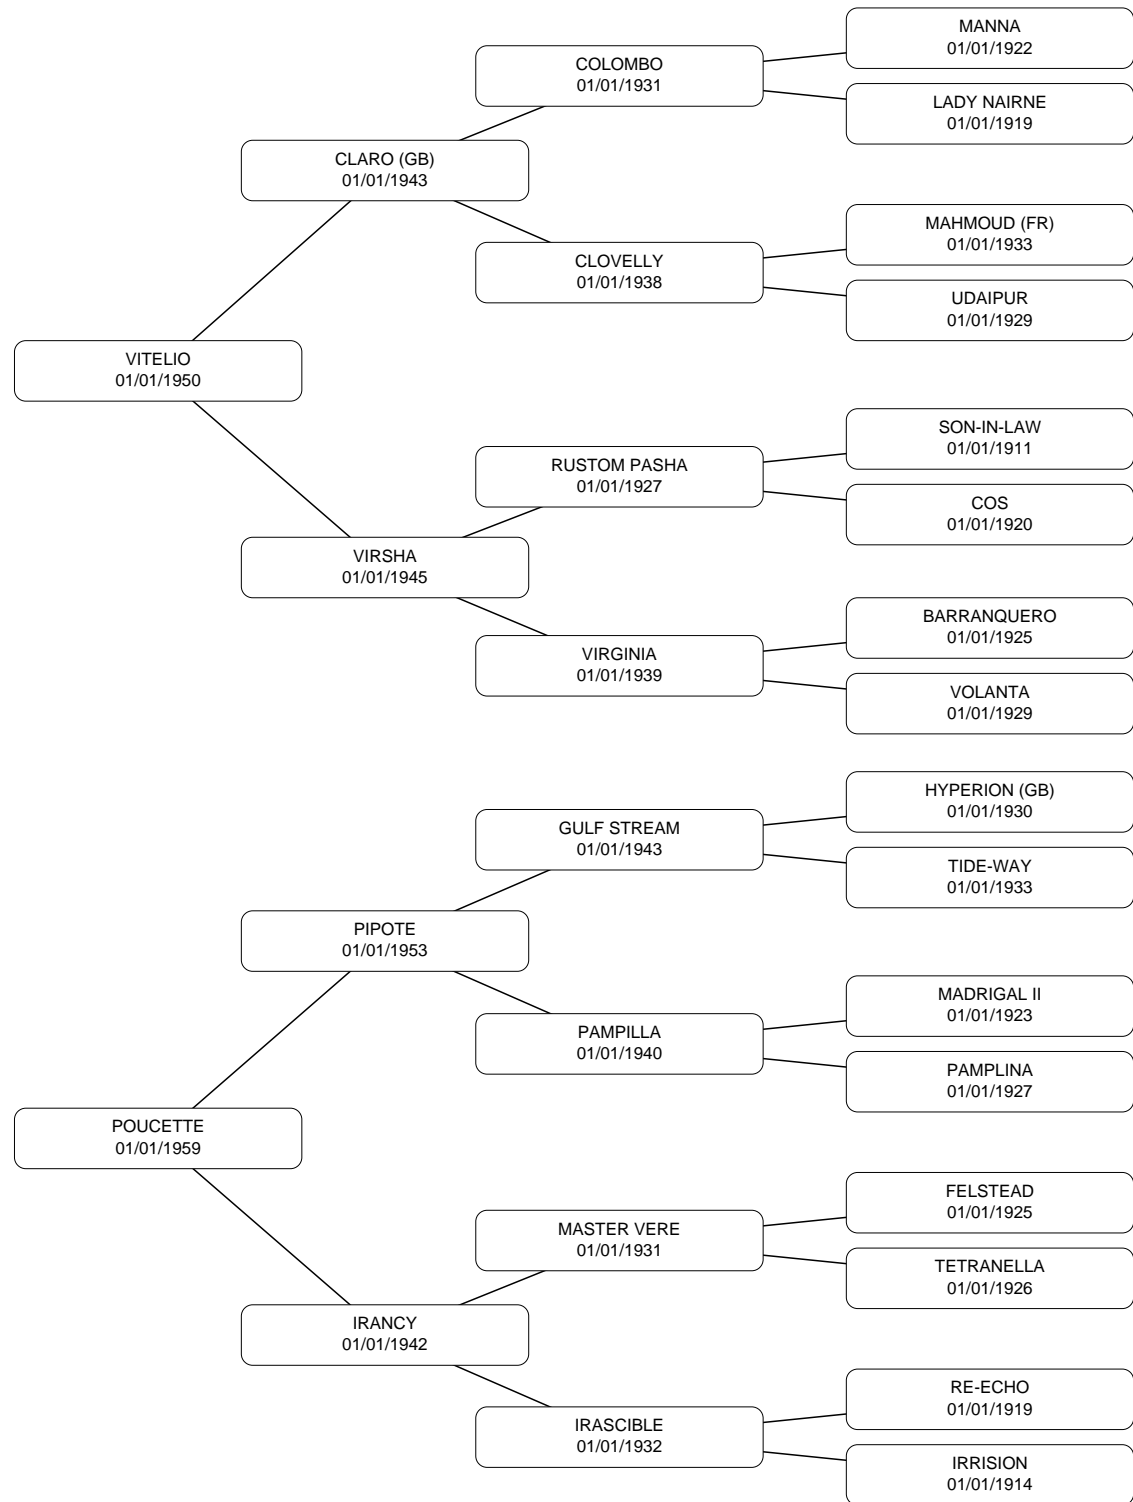 MANNA
01/01/1922
COLOMBO
01/01/1931
LADY NAIRNE
01/01/1919
CLARO (GB)
01/01/1943
MAHMOUD (FR)
01/01/1933
CLOVELLY
01/01/1938
UDAIPUR
01/01/1929
VITELIO
01/01/1950
SON-IN-LAW
01/01/1911
RUSTOM PASHA
01/01/1927
COS
01/01/1920
VIRSHA
01/01/1945
BARRANQUERO
01/01/1925
VIRGINIA
01/01/1939
VOLANTA
01/01/1929
HYPERION (GB)
01/01/1930
GULF STREAM
01/01/1943
TIDE-WAY
01/01/1933
PIPOTE
01/01/1953
MADRIGAL II
01/01/1923
PAMPILLA
01/01/1940
PAMPLINA
01/01/1927
POUCETTE
01/01/1959
FELSTEAD
01/01/1925
MASTER VERE
01/01/1931
TETRANELLA
01/01/1926
IRANCY
01/01/1942
RE-ECHO
01/01/1919
IRASCIBLE
01/01/1932
IRRISION
01/01/1914